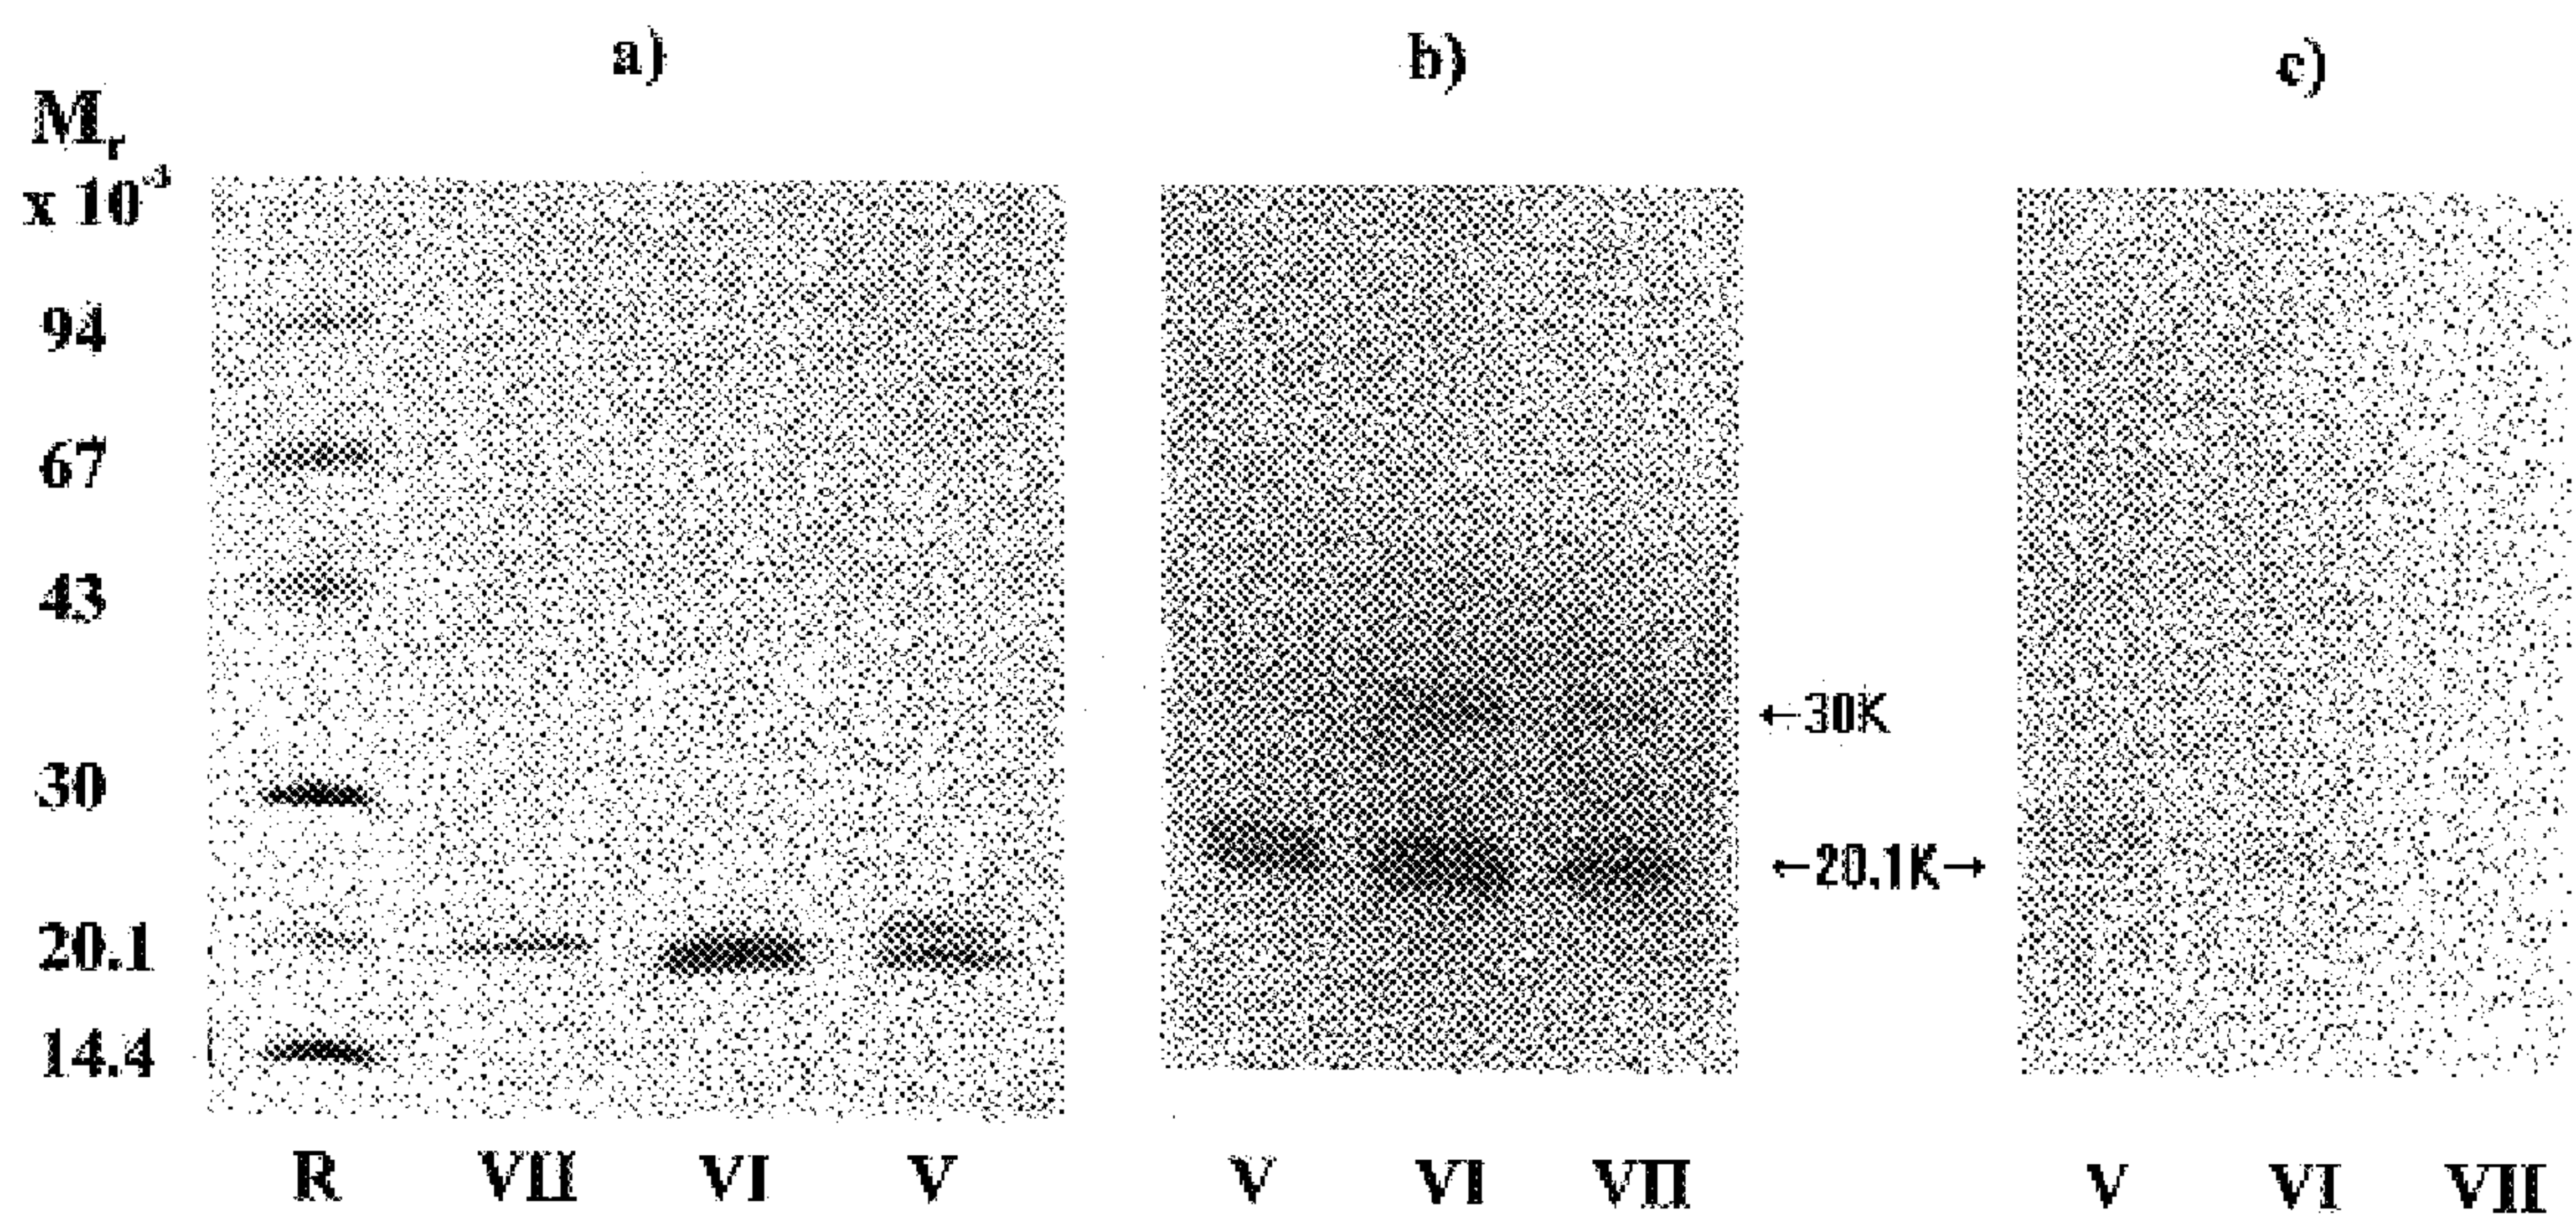 a) b) c)
Mr
x 10-3
94
67
43
30
20.1
14.4
←30K
←20.1K→
R VII VI V
V VI VII
V VI VII